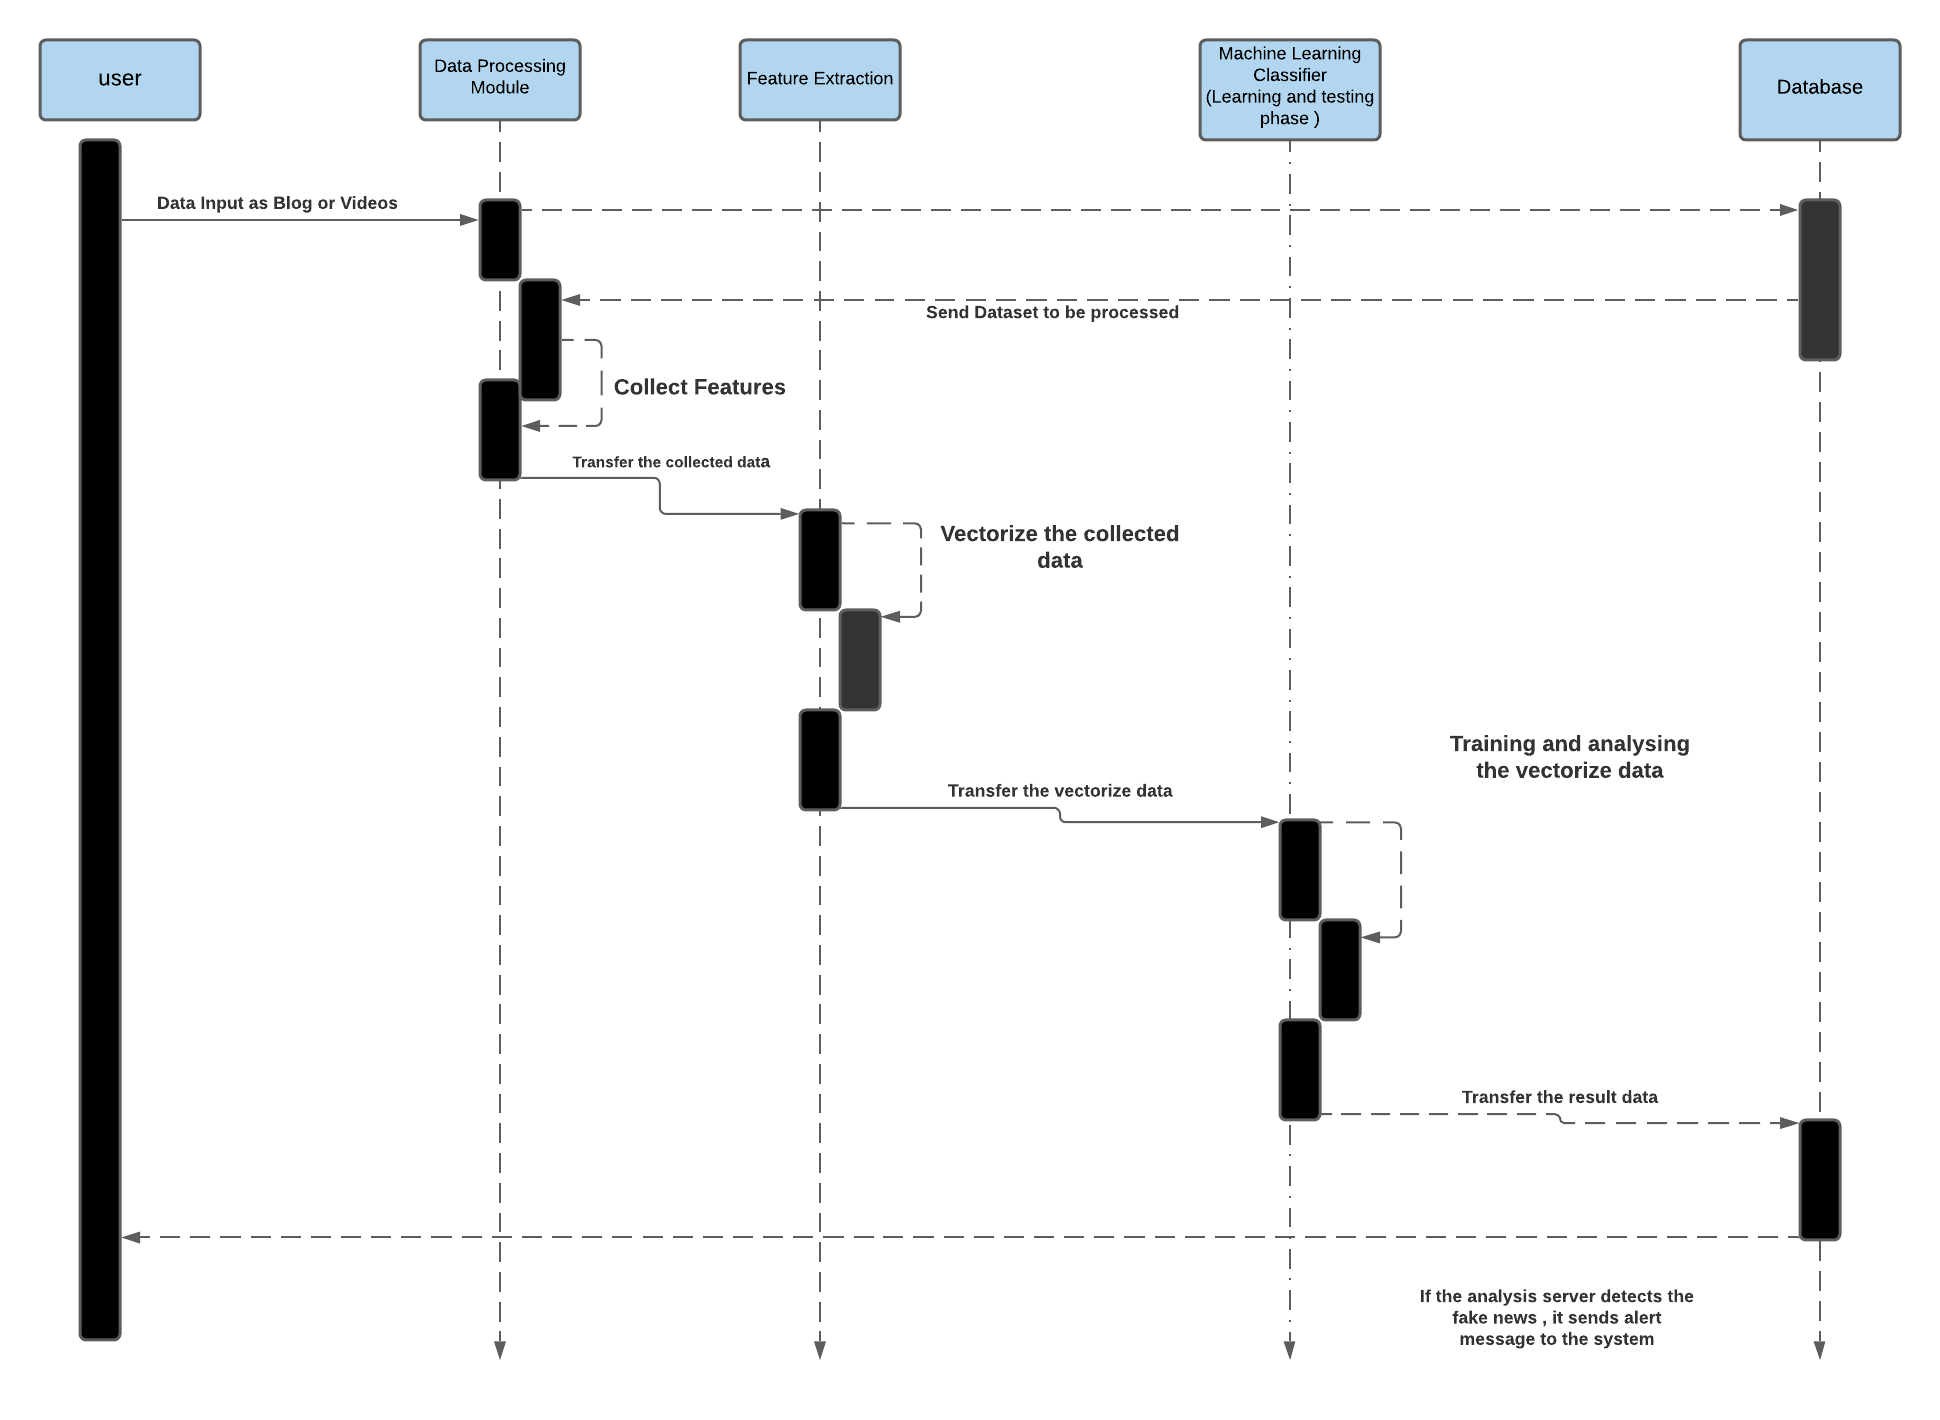 user
Data Processing
Module
Feature Extraction
Machine Learning
Classifier
(Learning and testing
phase )
Database
Data Input as Blog or Videos
Send Dataset to be processed
Collect Features
Transfer the collected data
Vectorize the collected
data
Training and analysing
the vectorize data
Transfer the vectorize data
Transfer the result data
If the analysis server detects the
fake news , it sends alert
message to the system